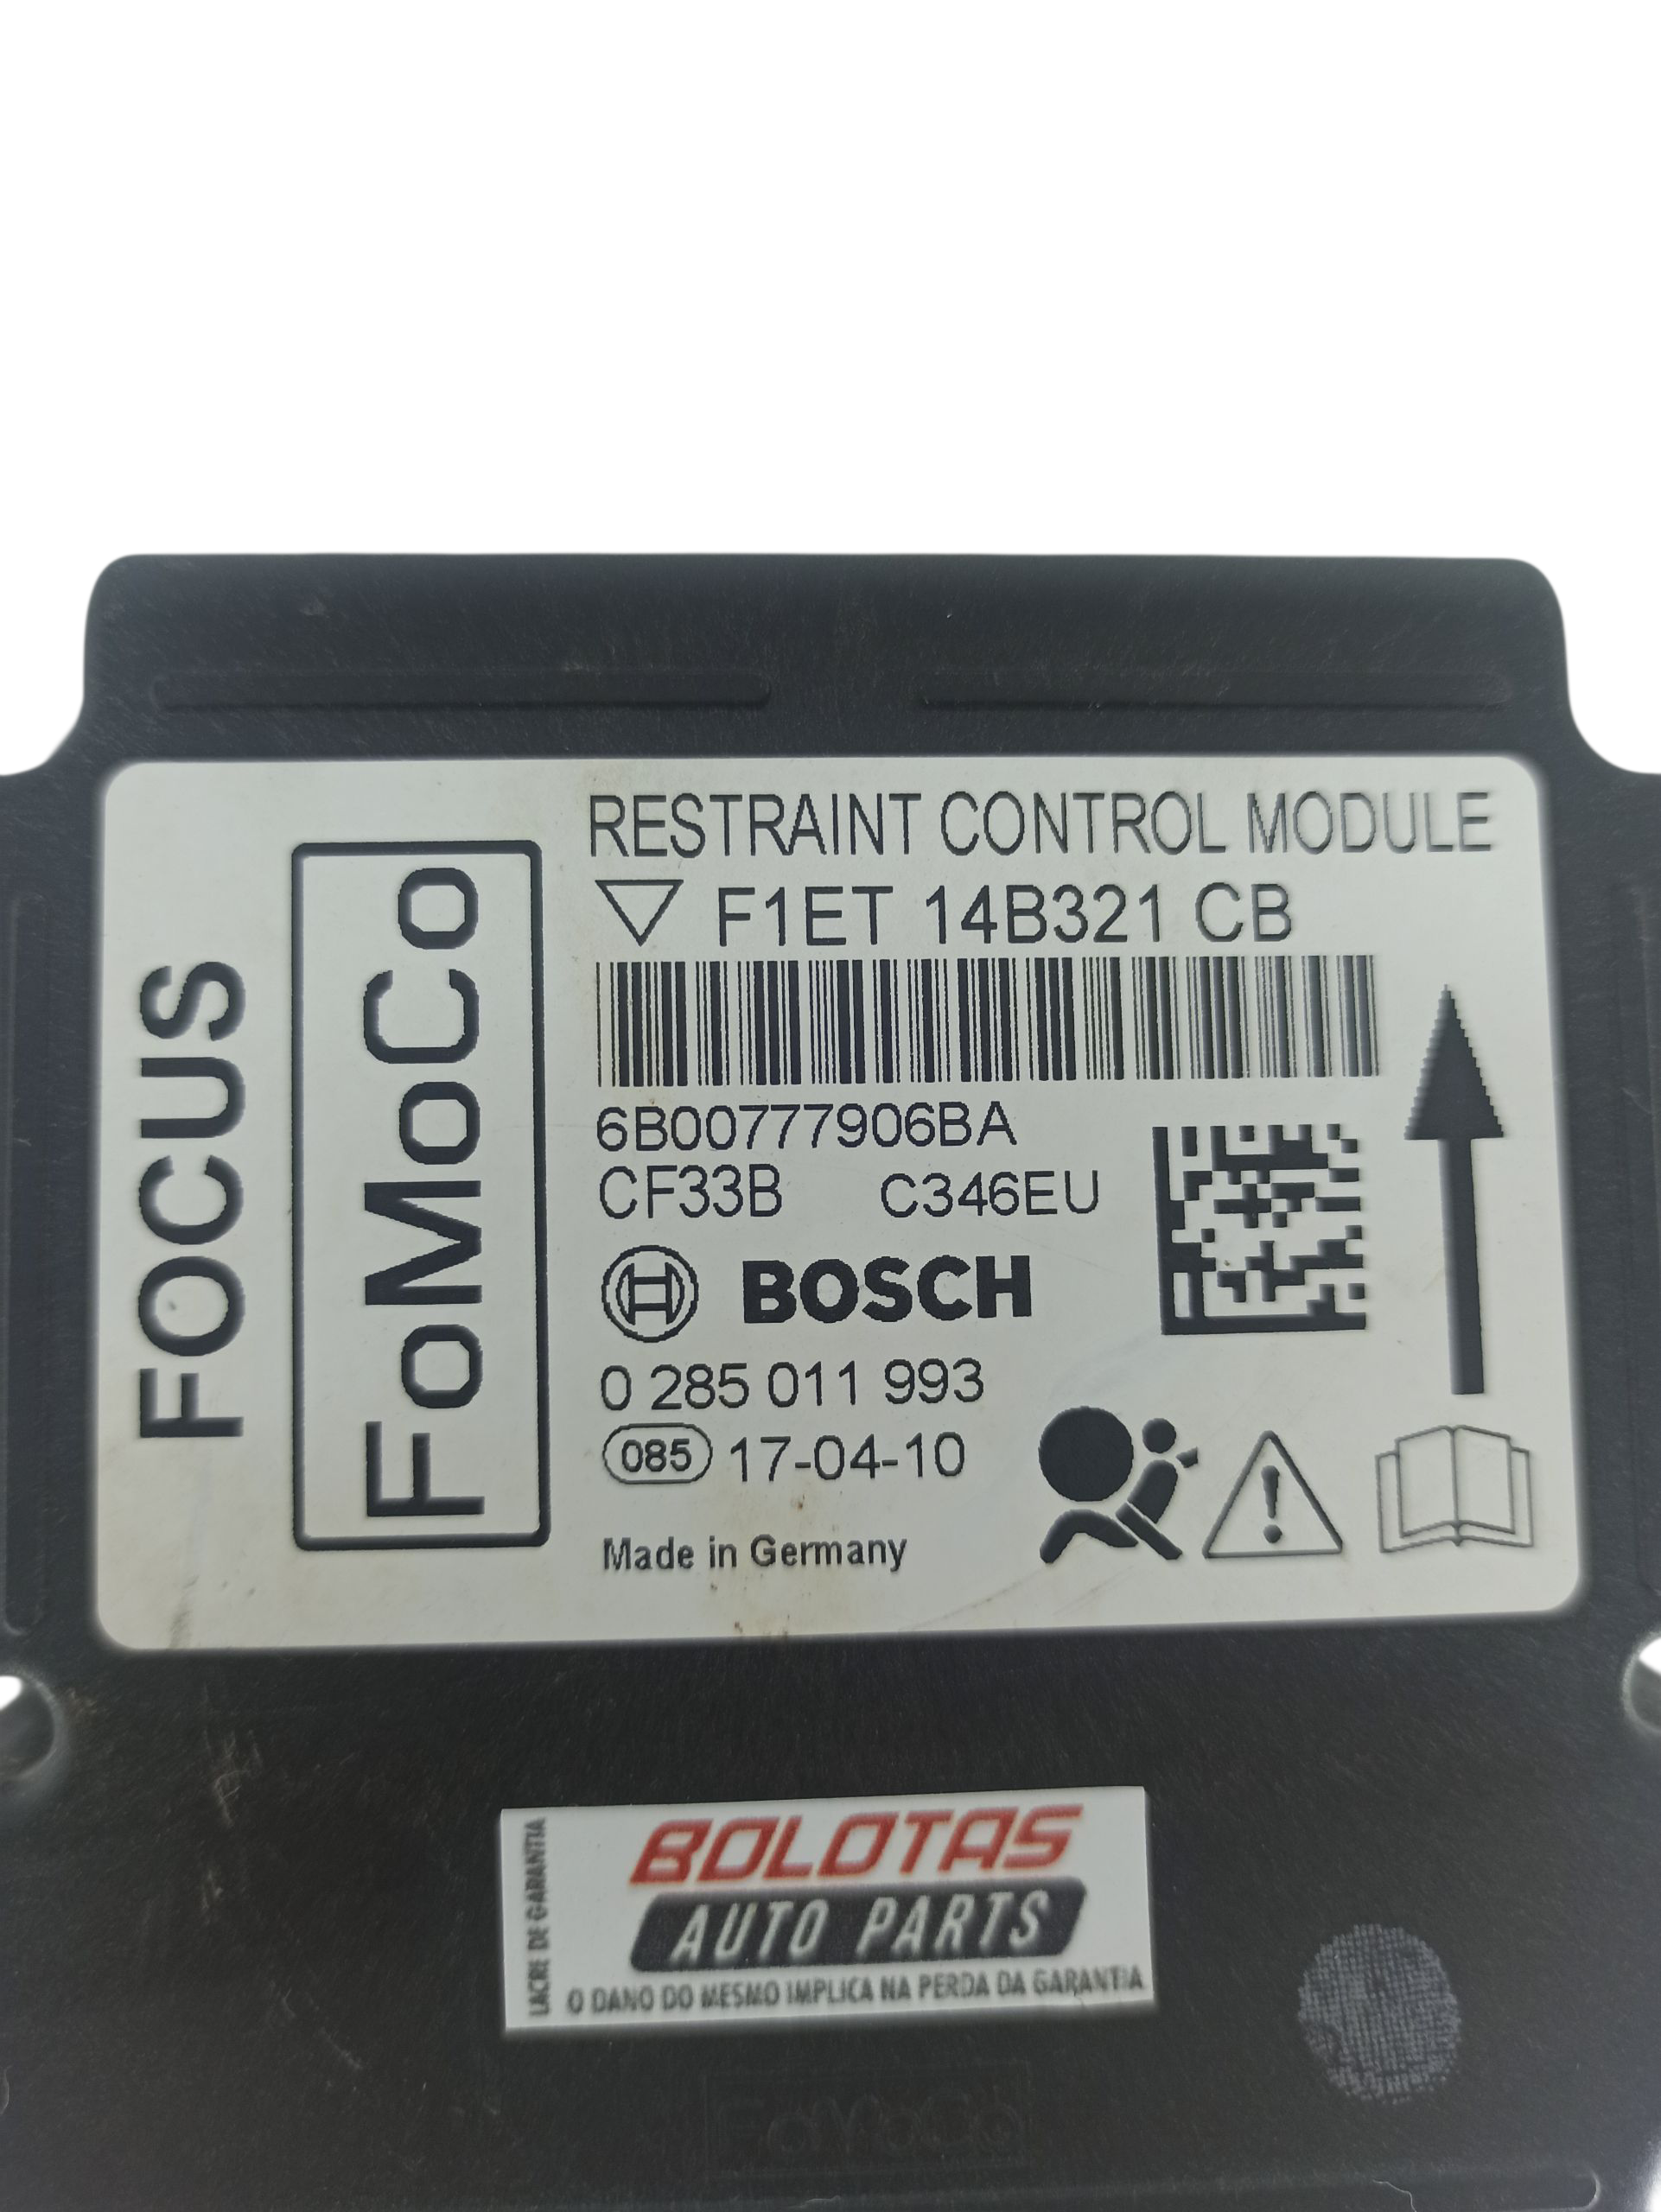 FOCUS
FoMoCo
RESTRAINT CONTROL MODULE
F1ET 14B321 CB
6B00777906BA
CF33B C346EU
BOSCH
0 285 011 993
085 17-04-10
Made in Germany
LACRE DE GARANTIA
BOLOTAS
AUTO PARTS
O DANO DO MESMO IMPLICA NA PERDA DA GARANTIA
FoMoCo